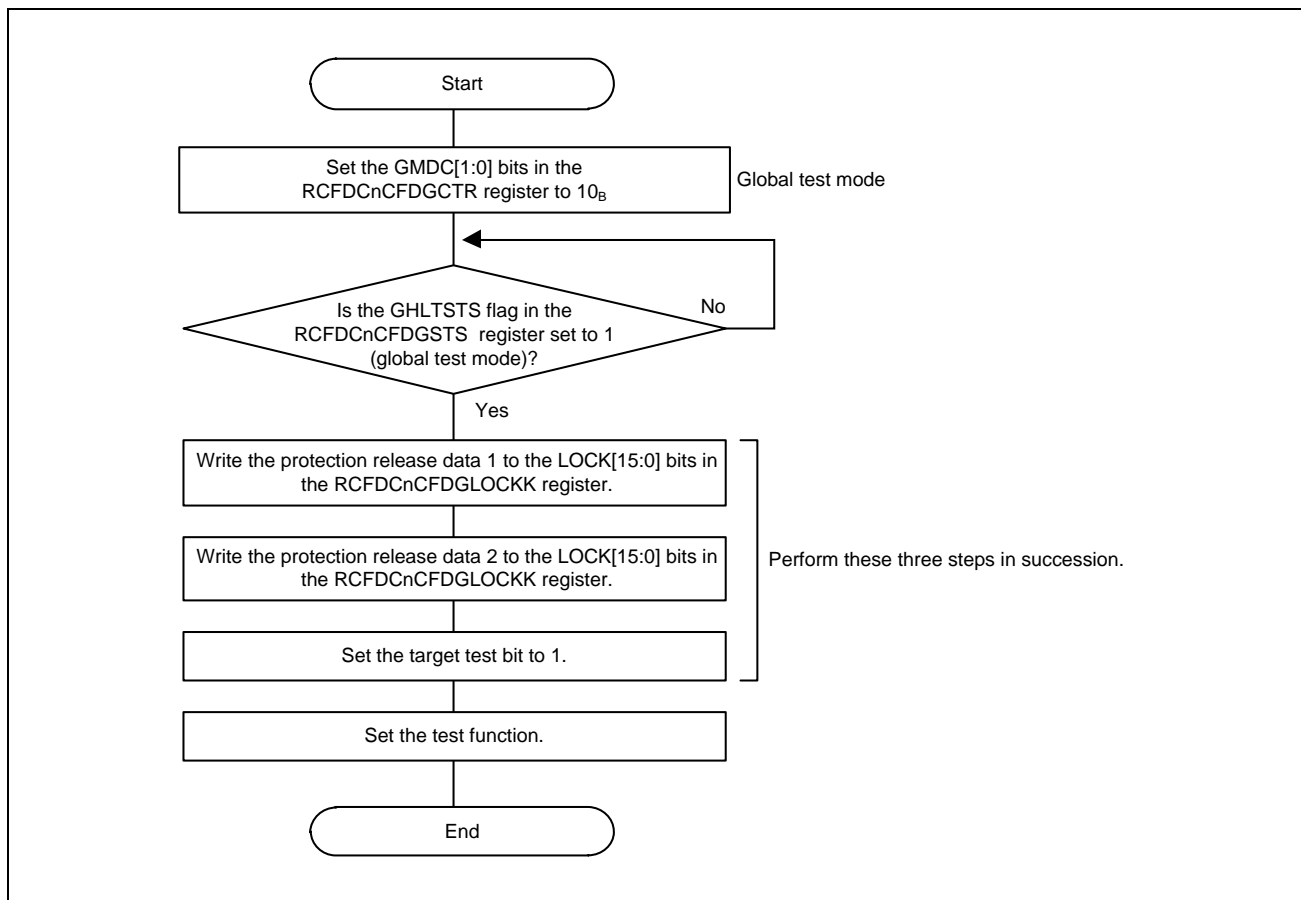 Start
Set the GMDC[1:0] bits in the
RCFDCnCFDGCTR register to 10B
Global test mode
Is the GHLTSTS flag in the
RCFDCnCFDGSTS register set to 1
(global test mode)?
No
Yes
Write the protection release data 1 to the LOCK[15:0] bits in
the RCFDCnCFDGLOCKK register.
Write the protection release data 2 to the LOCK[15:0] bits in
the RCFDCnCFDGLOCKK register.
Perform these three steps in succession.
Set the target test bit to 1.
Set the test function.
End